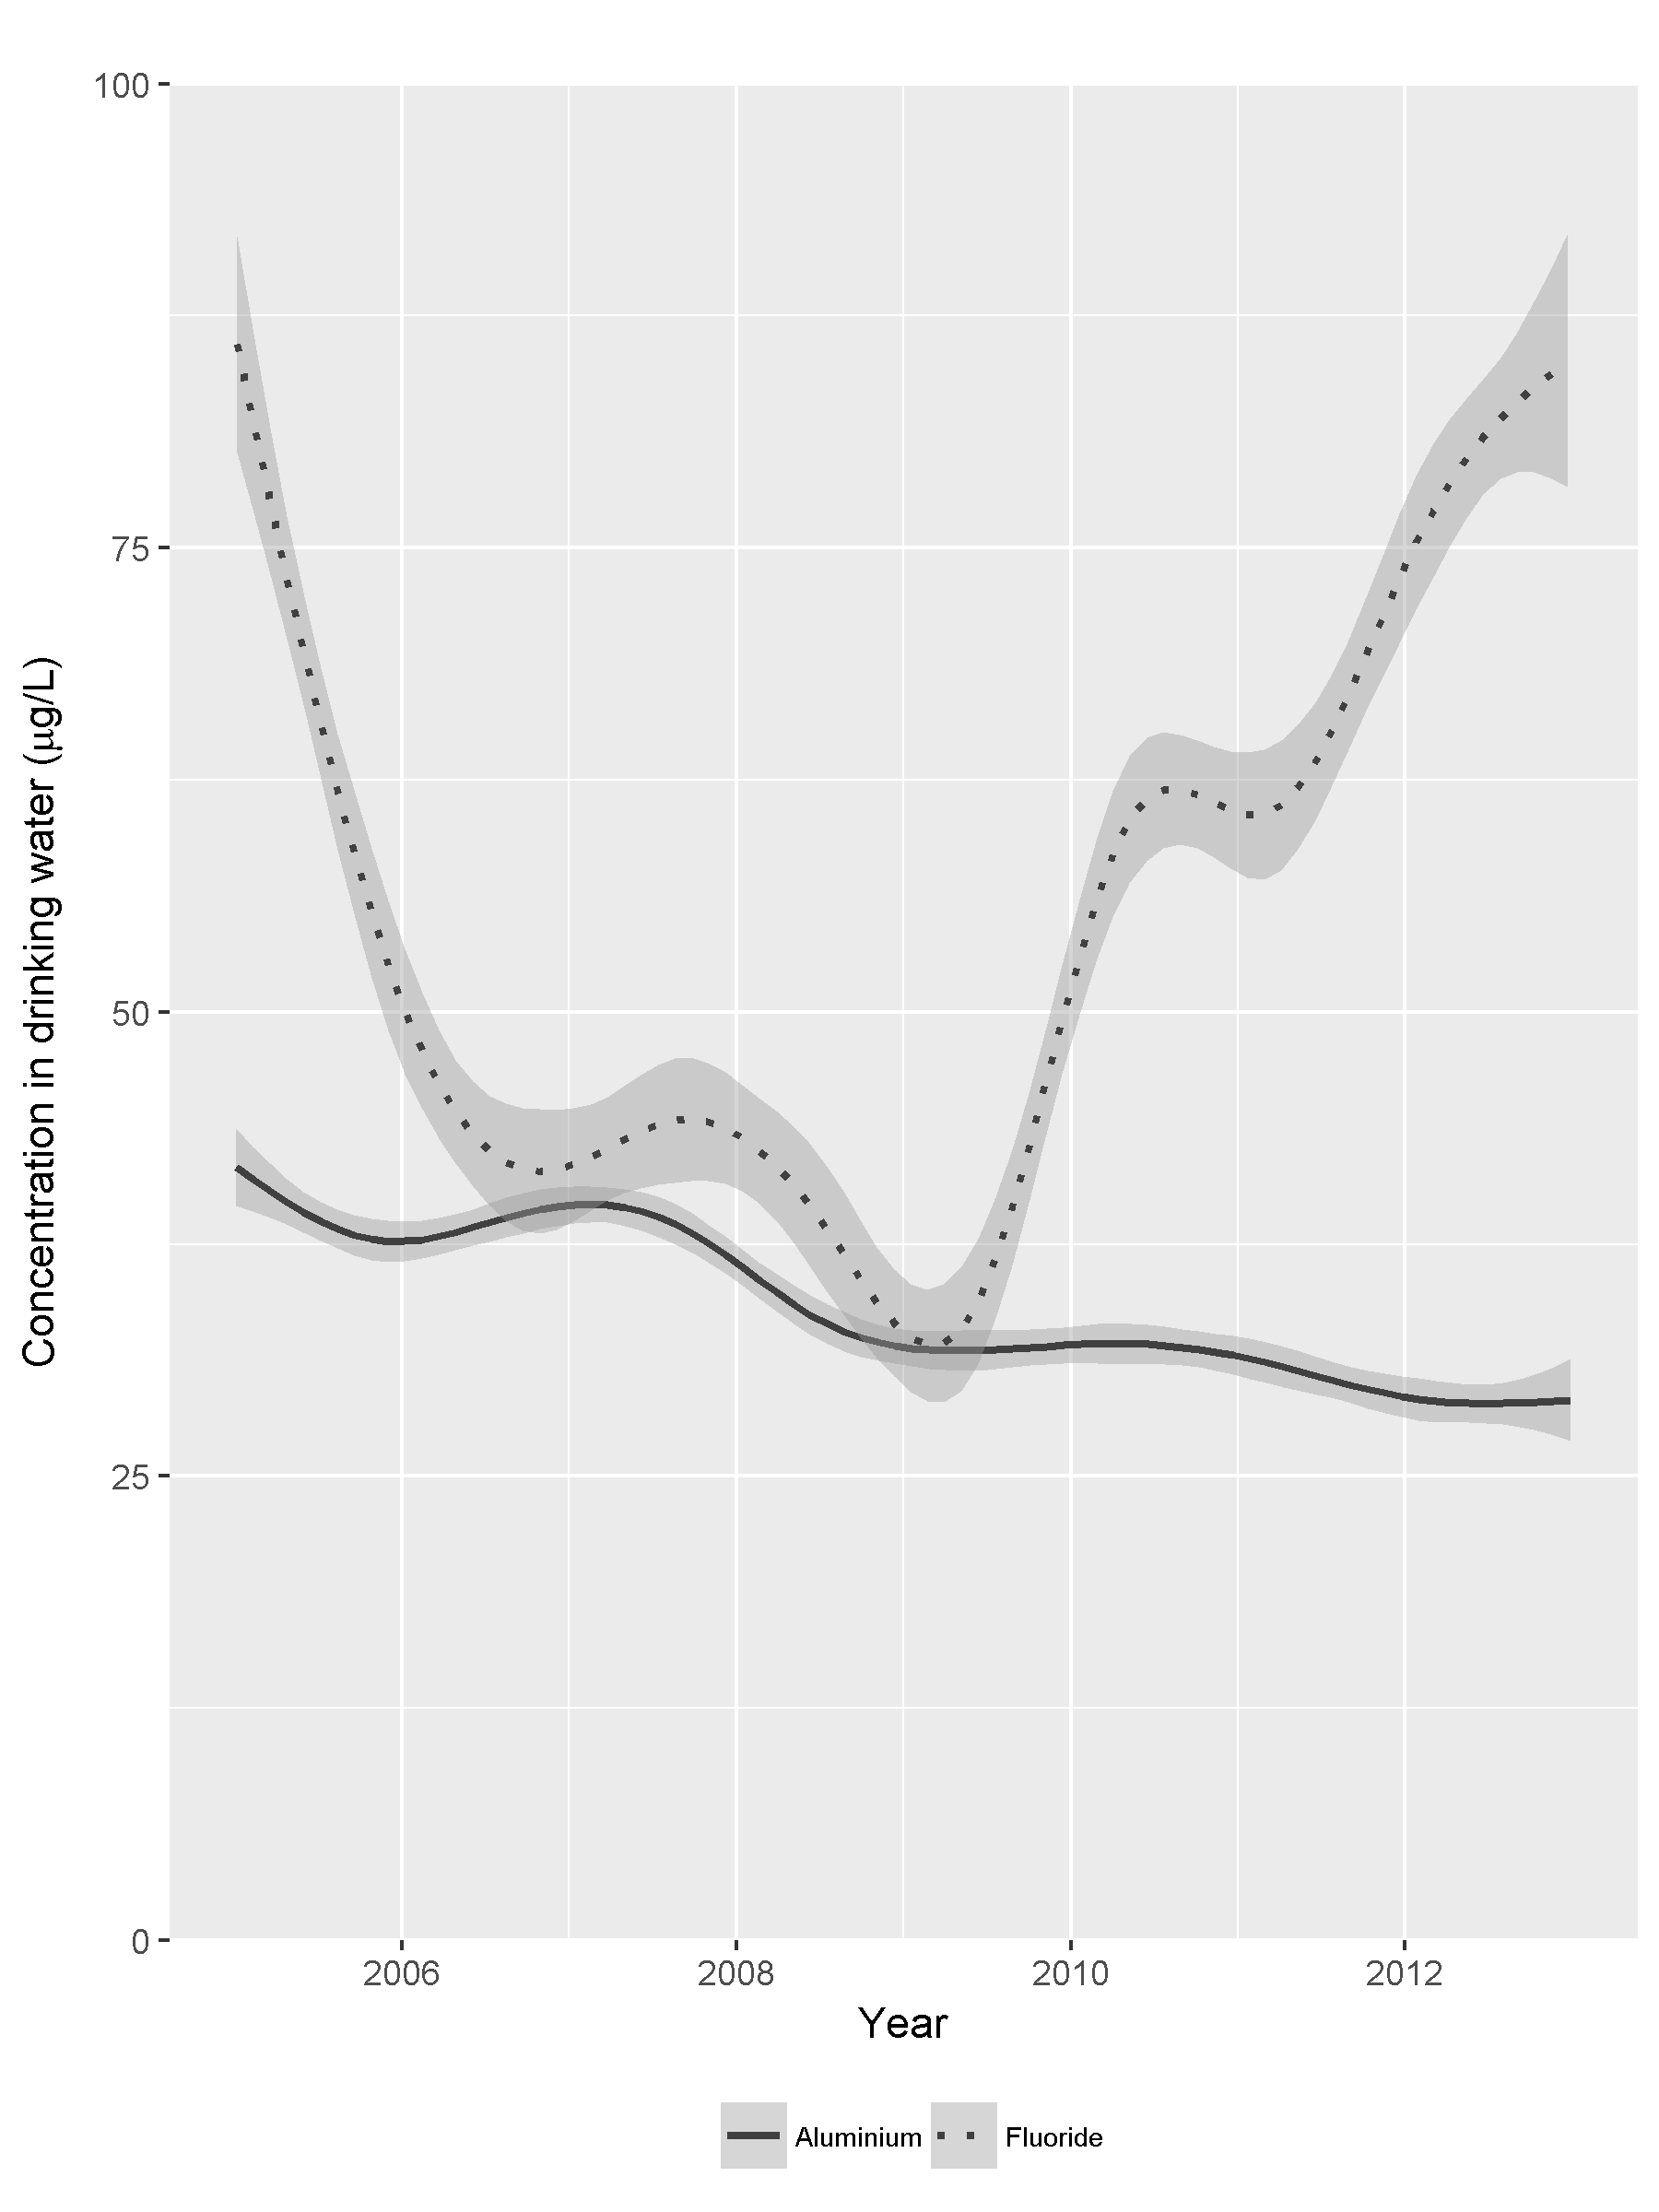 100
75
50
25
0
Concentration in drinking water (µg/L)
2006 2008 2010 2012
Year
Aluminium Fluoride